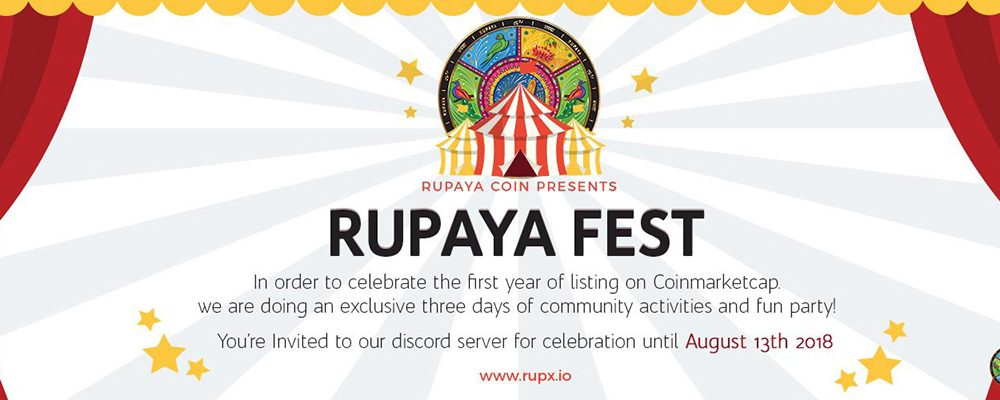 RUPAYA COIN PRESENTS
RUPAYA FEST
In order to celebrate the first year of listing on Coinmarketcap.
we are doing an exclusive three days of community activities and fun party!
You're Invited to our discord server for celebration until August 13th 2018
www.rupx.io